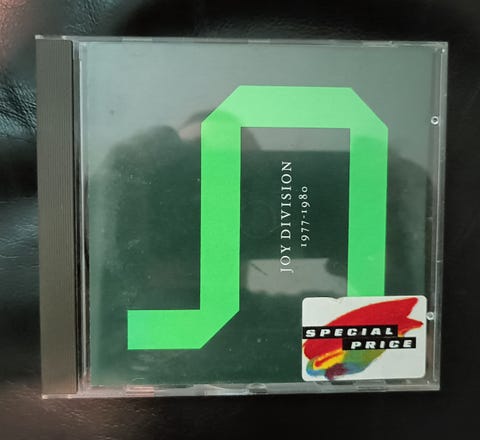 JOY DIVISION
1977-1980
SPECIAL
PRICE